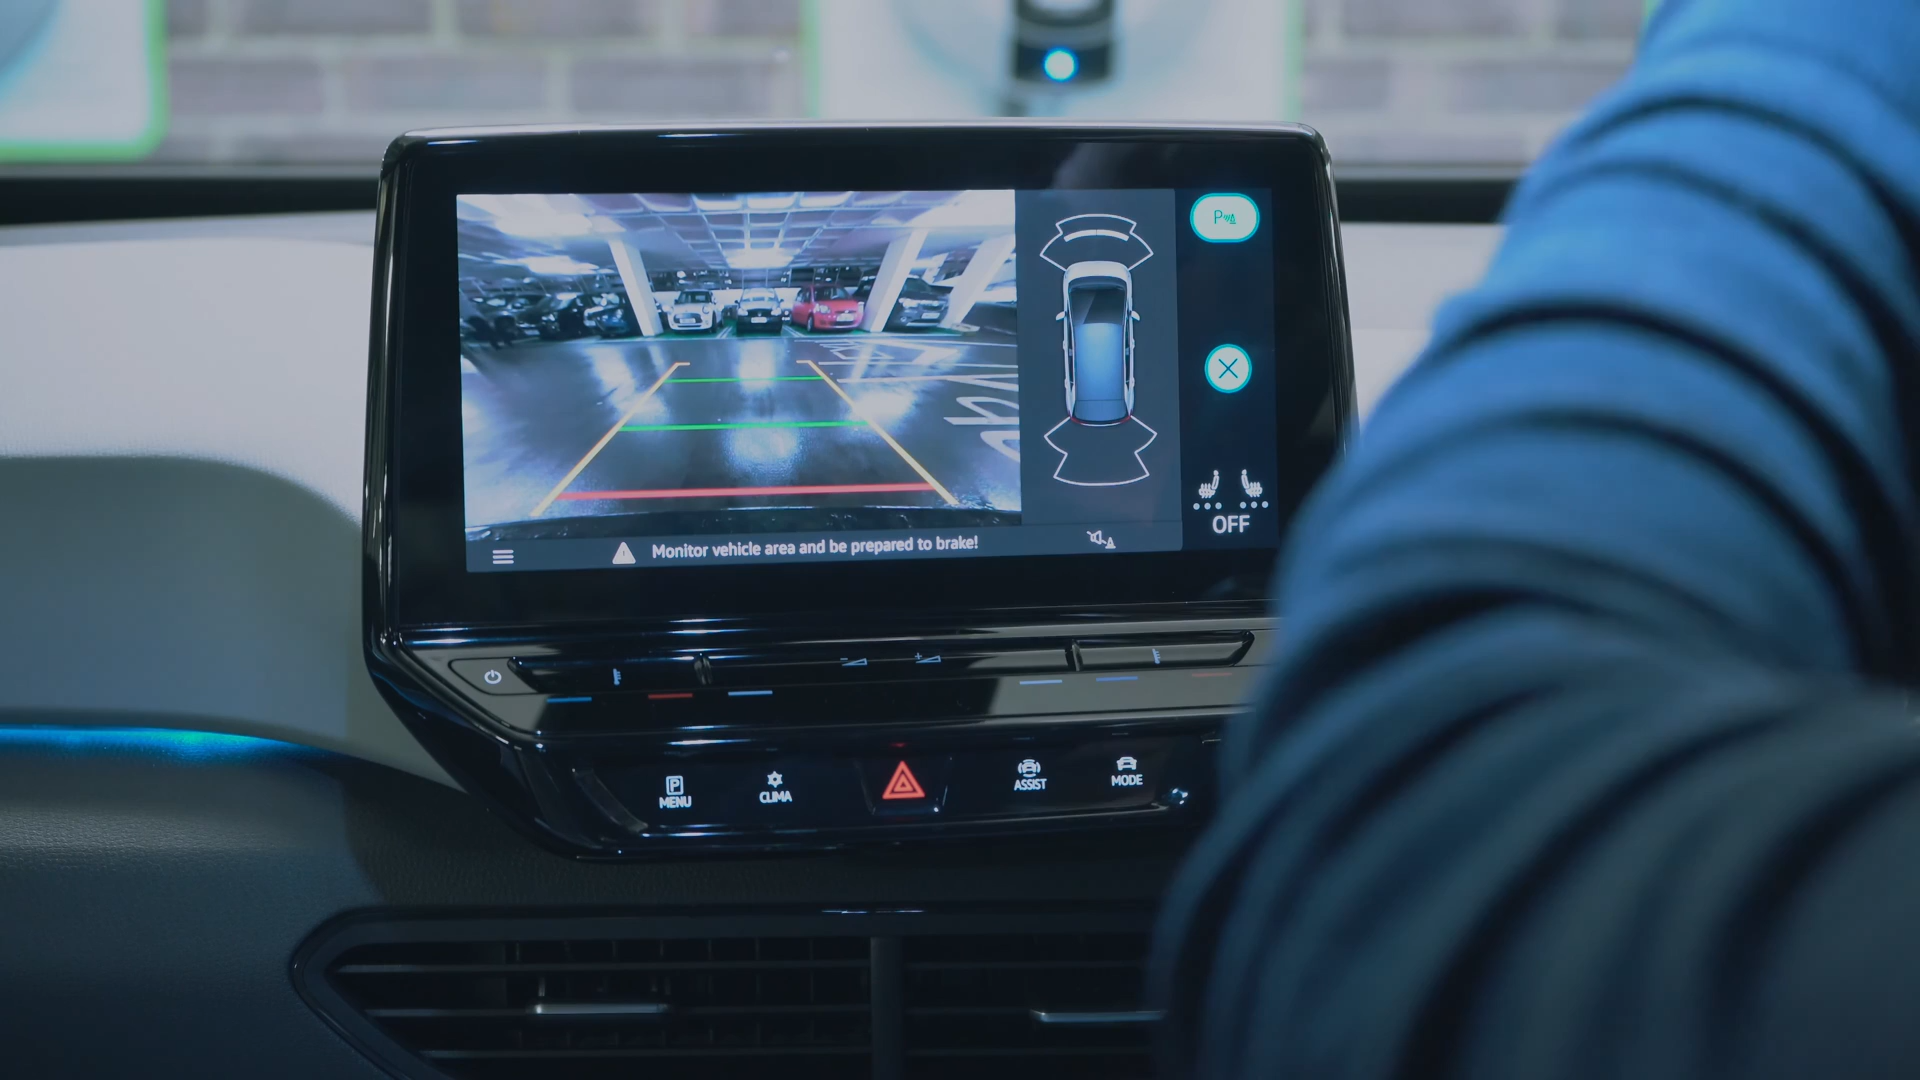 P
Monitor vehicle area and be prepared to brake!
OFF
P
MENU
CLIMA
ASSIST
MODE